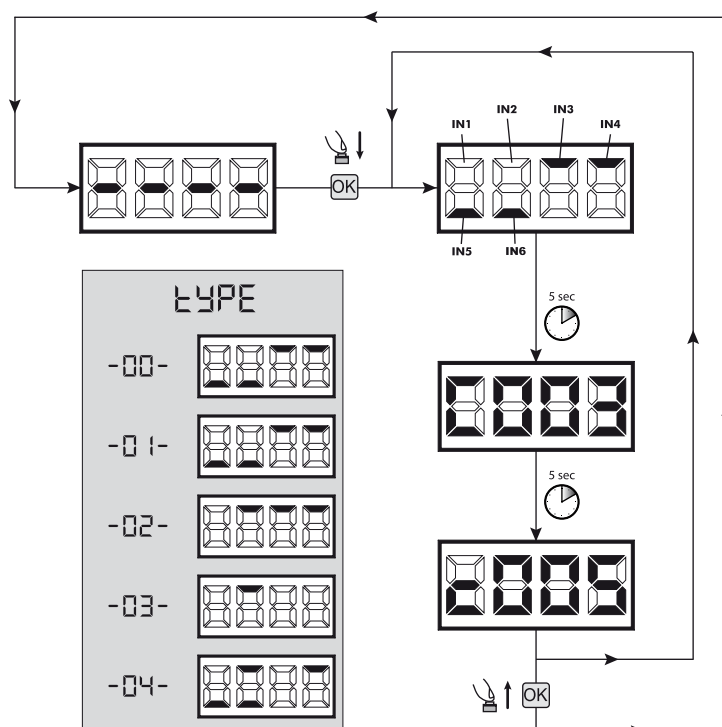 IN1 IN2 IN3 IN4
----
OK
IN5 IN6
tYPE
5 sec
-00-
C003
-01-
5 sec
-02-
c005
-03-
-04-
OK